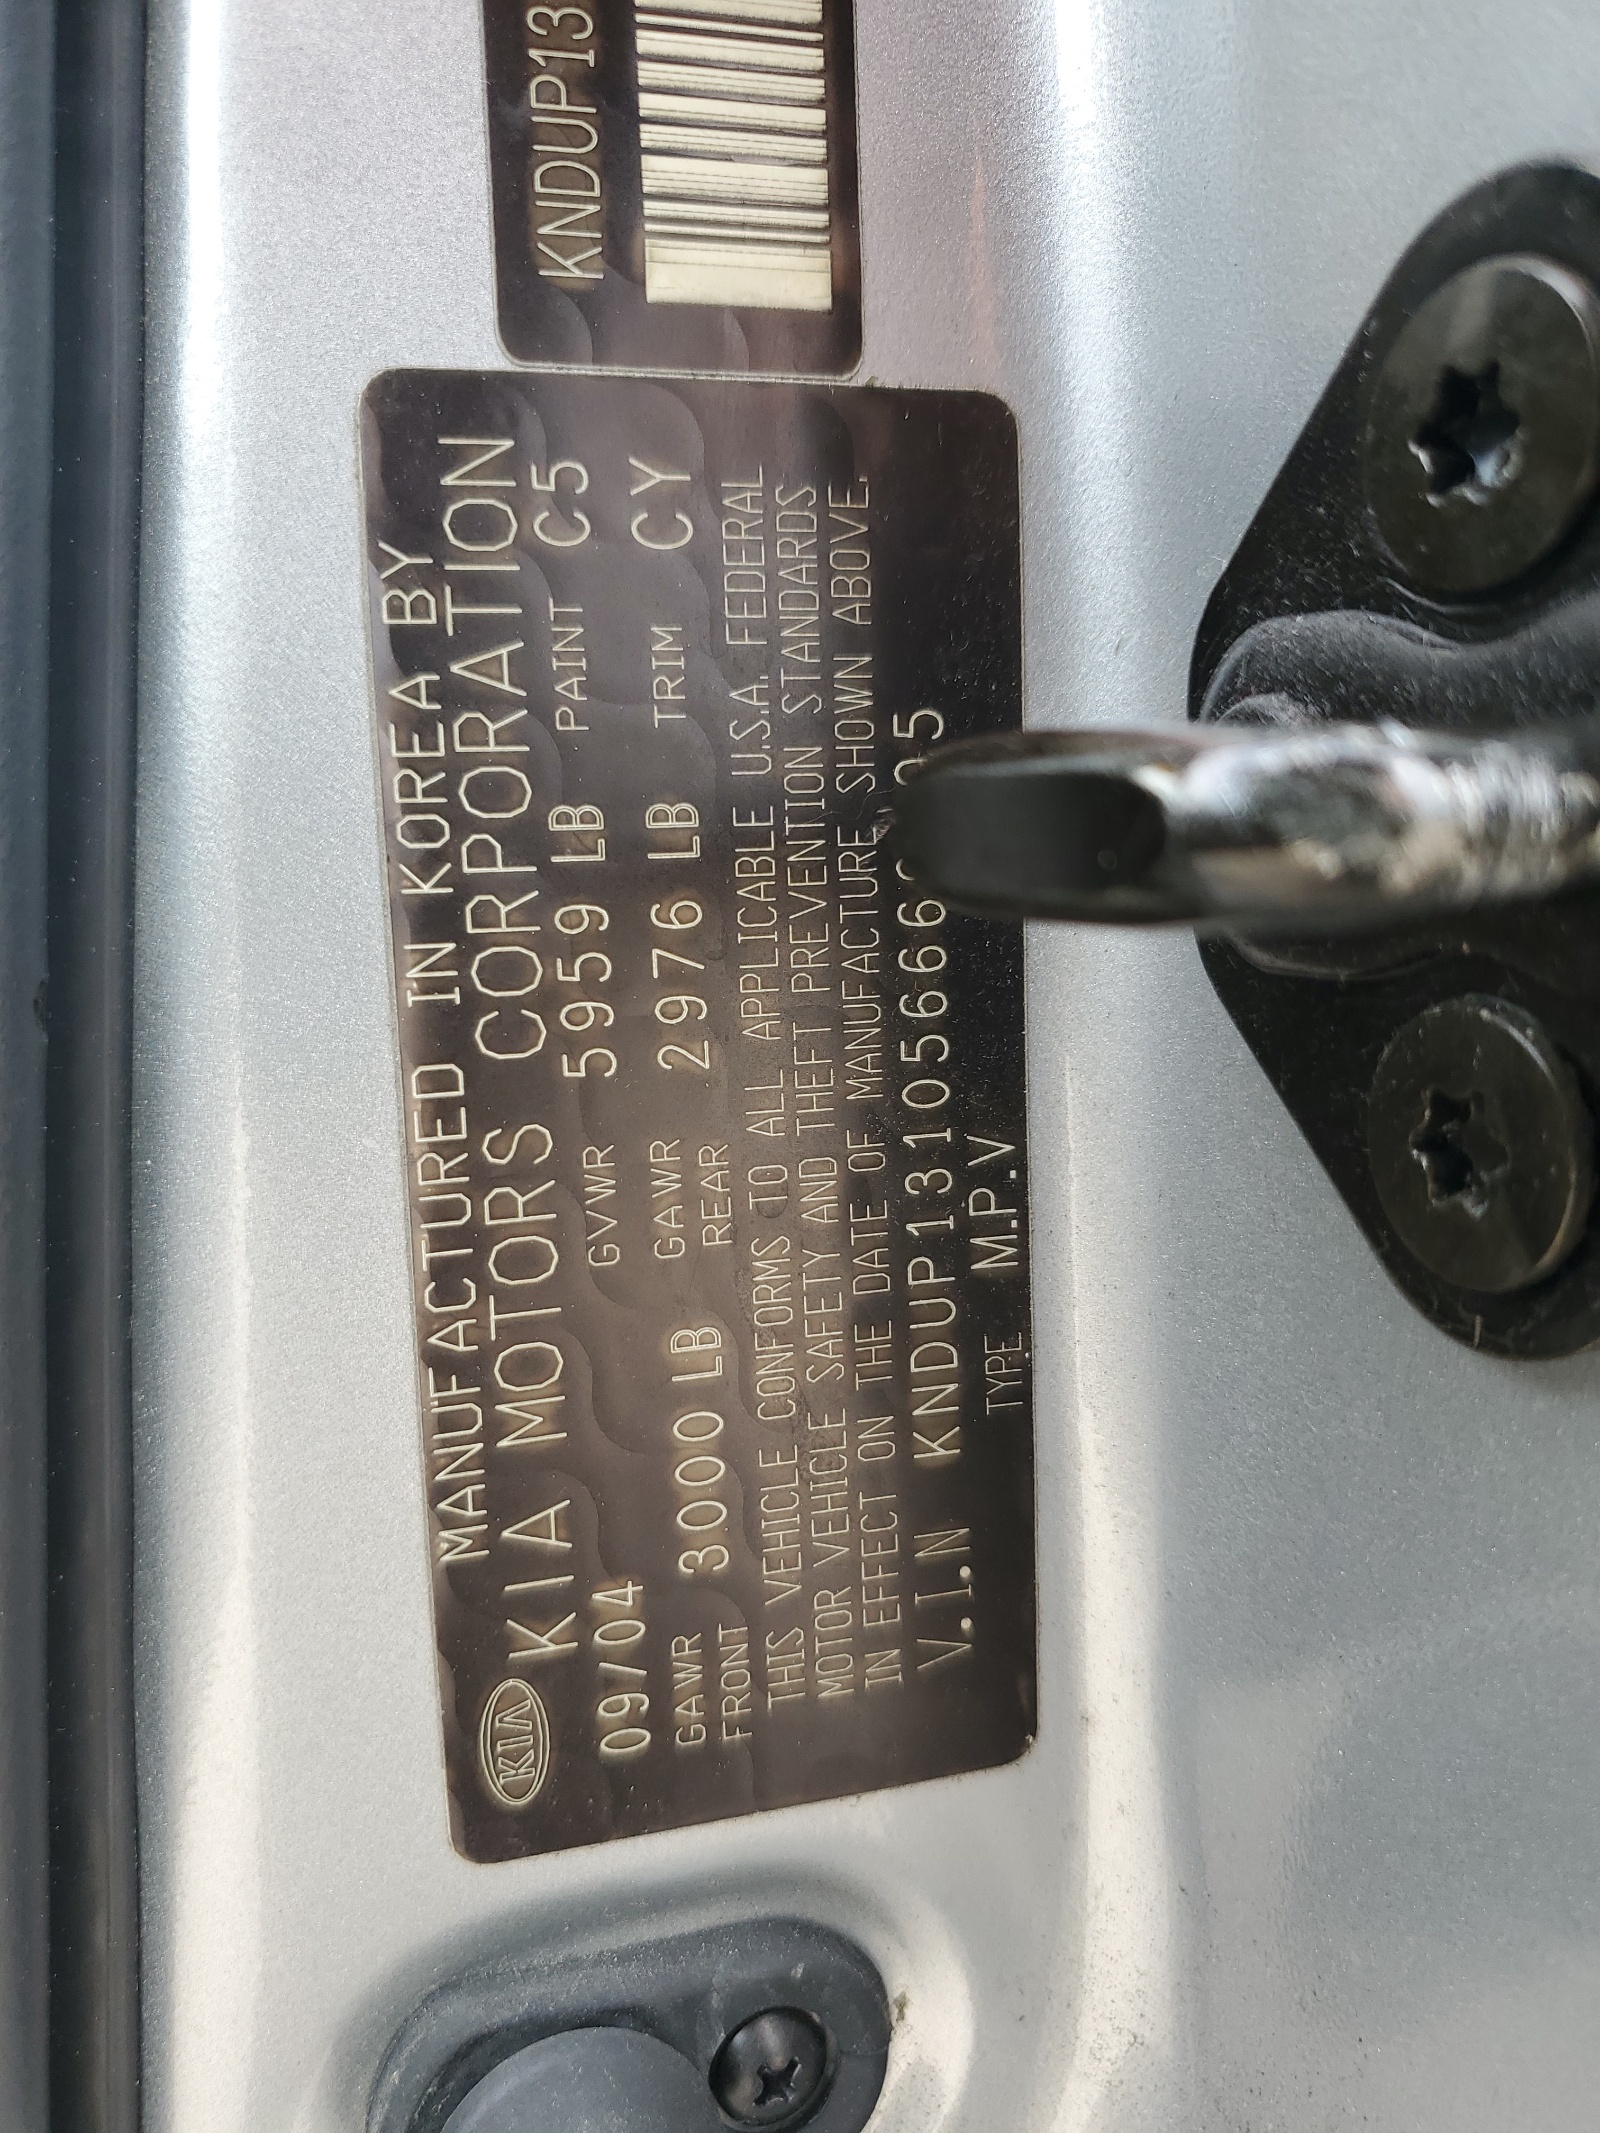 KNDUP13
MANUFACTURED IN KOREA BY
KIA KIA MOTORS CORPORATION
09/04 GVWR 5959 LB PAINT C5
GAWR FRONT 3000 LB GAWR REAR 2976 LB TRIM CY
THIS VEHICLE CONFORMS TO ALL APPLICABLE U.S.A. FEDERAL
MOTOR VEHICLE SAFETY AND THEFT PREVENTION STANDARDS
IN EFFECT ON THE DATE OF MANUFACTURE SHOWN ABOVE.
V.I.N
TYPE M.P.V